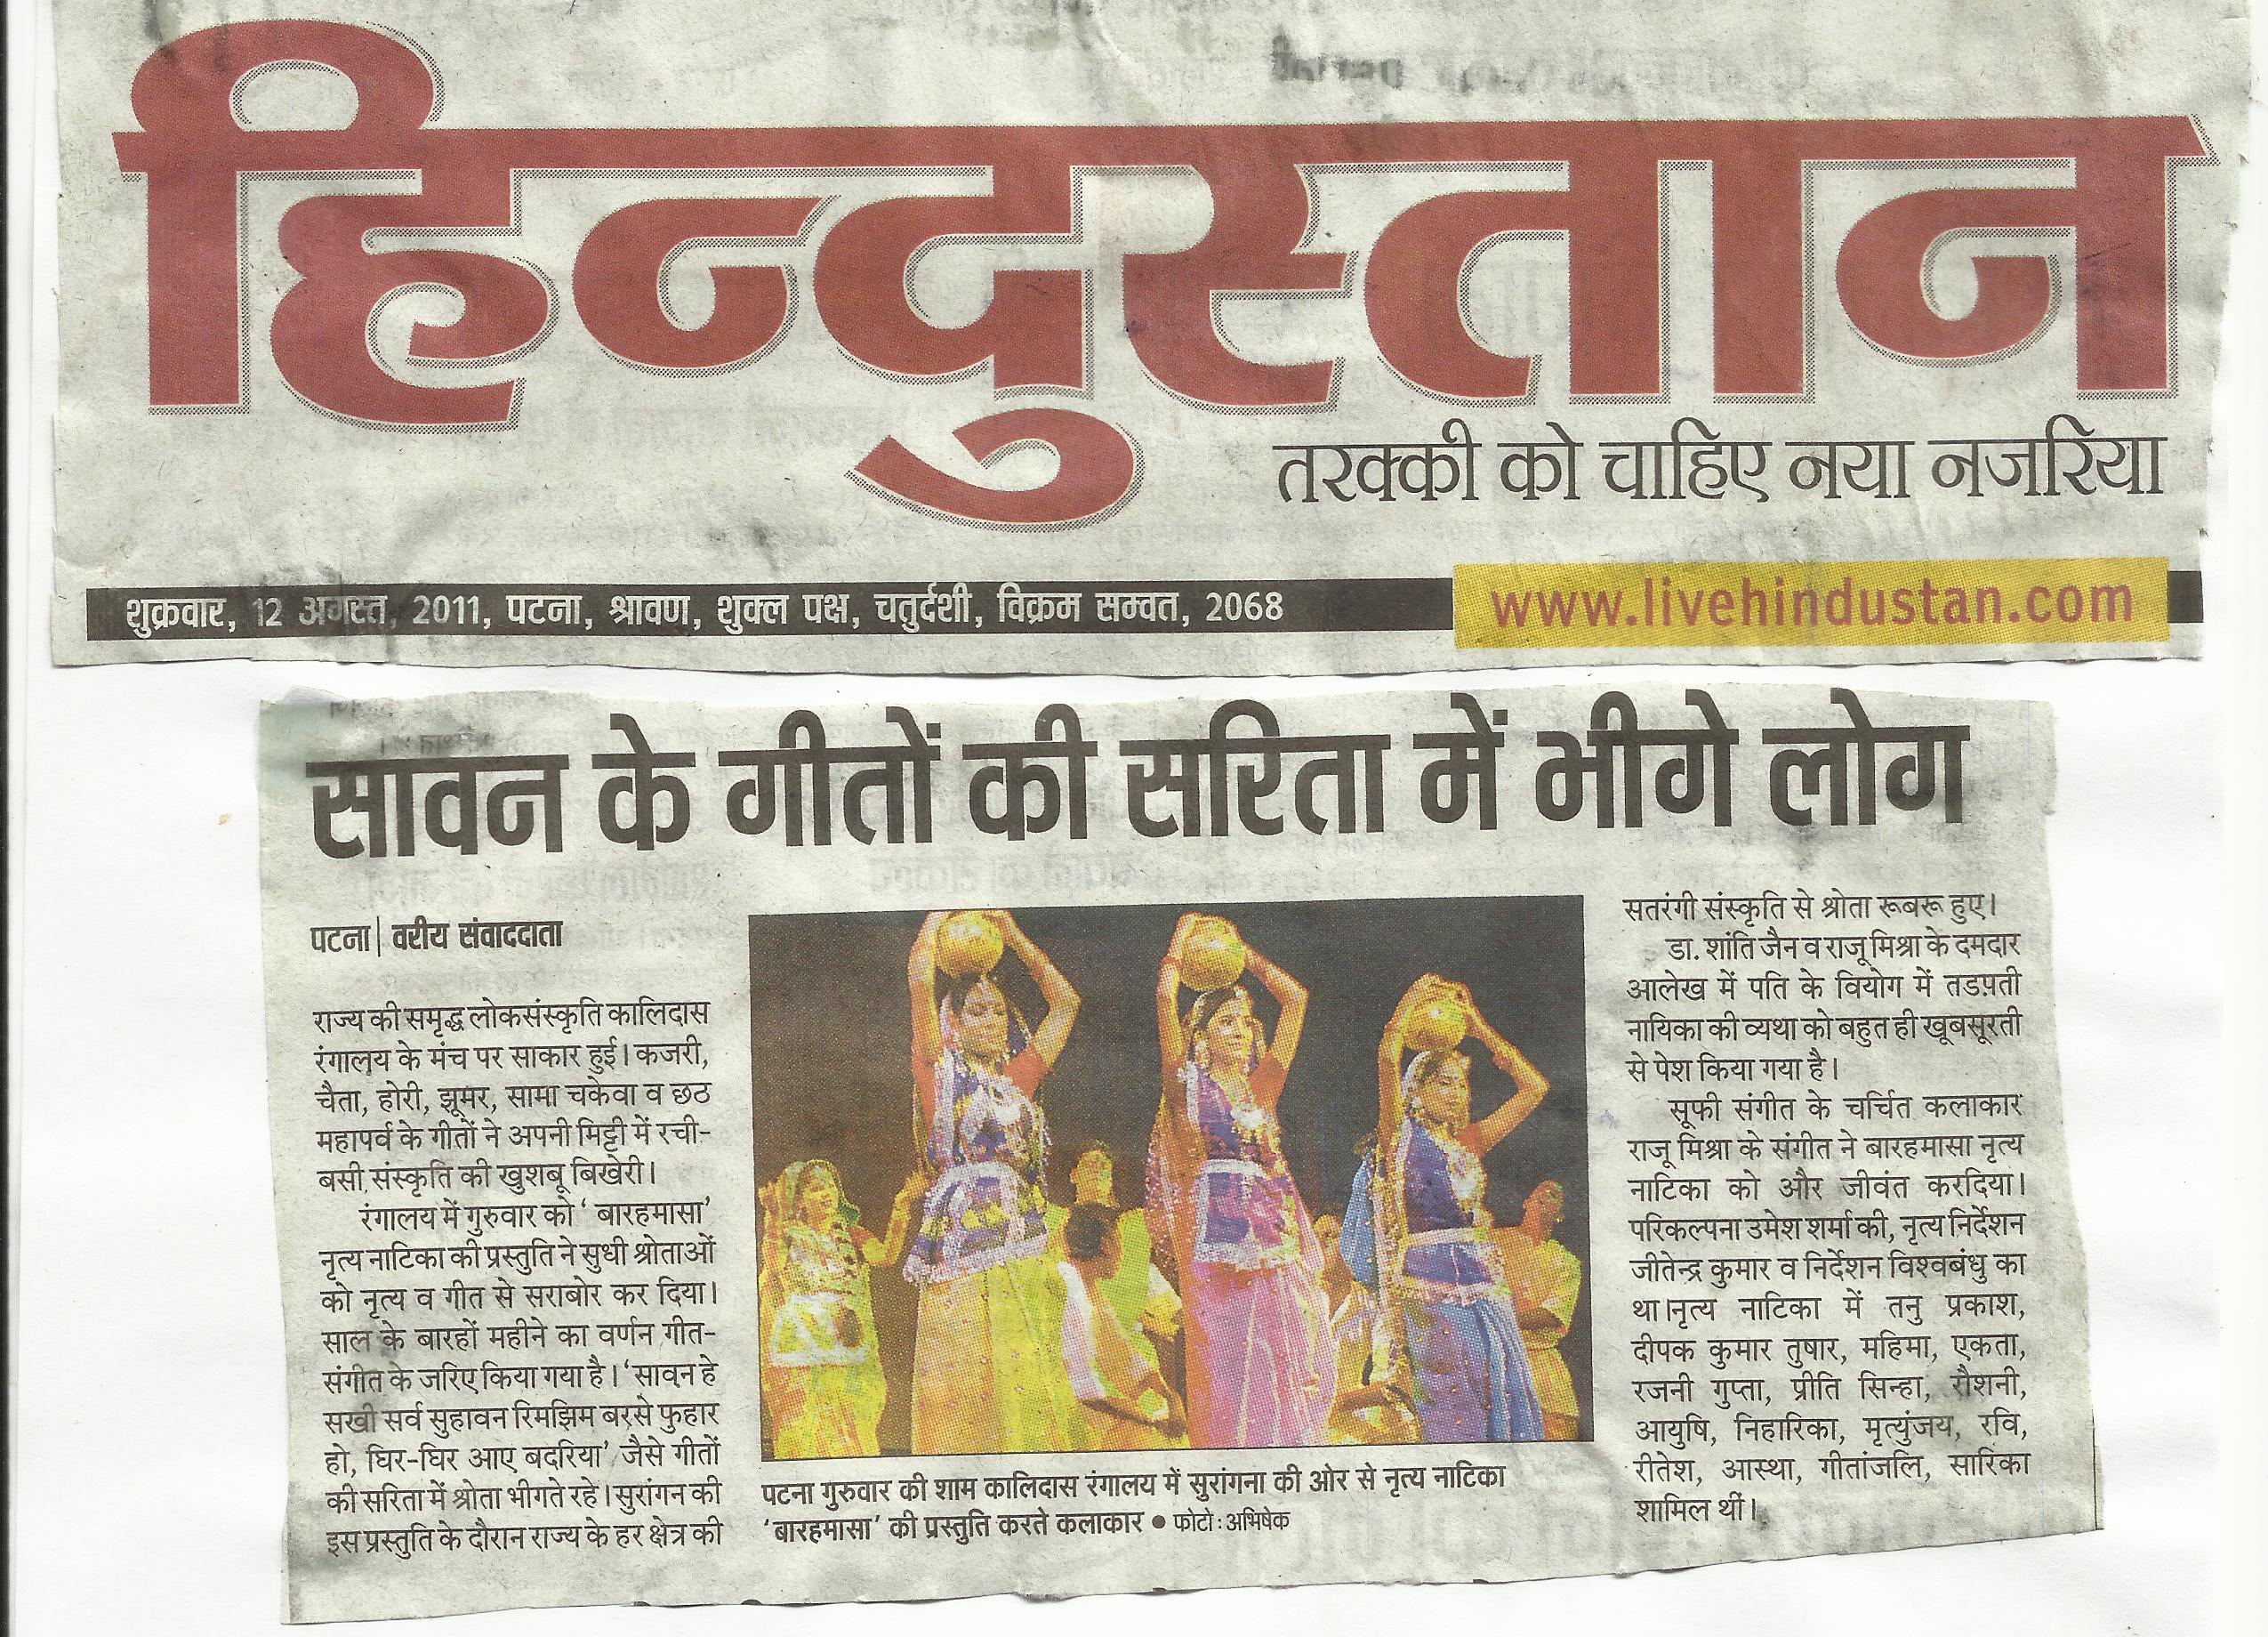 हिन्दुस्तान
तरक्की को चाहिए नया नजरिया
शुक्रवार, 12 अगस्त, 2011, पटना, श्रावण, शुक्ल पक्ष, चतुर्दशी, विक्रम सम्वत, 2068
www.livehindustan.com
सावन के गीतों की सरिता में भीगे लोग
पटना| वरीय संवाददाता
राज्य की समृद्ध लोकसंस्कृति कालिदास
रंगालय के मंच पर साकार हुई। कजरी,
चैता, होरी, झूमर, सामा चकेवा व छठ
महापर्व के गीतों ने अपनी मिट्टी में रची-
बसी संस्कृति की खुशबू बिखेरी।
रंगालय में गुरुवार को ' बारहमासा'
नृत्य नाटिका की प्रस्तुति ने सुधी श्रोताओं
को नृत्य व गीत से सराबोर कर दिया।
साल के बारहों महीने का वर्णन गीत-
संगीत के जरिए किया गया है। 'सावन हे
सखी सर्व सुहावन रिमझिम बरसे फुहार
हो, घिर-घिर आए बदरिया' जैसे गीतों
की सरिता में श्रोता भीगते रहे। सुरांगन की
इस प्रस्तुति के दौरान राज्य के हर क्षेत्र की
पटना गुरुवार की शाम कालिदास रंगालय में सुरांगना की ओर से नृत्य नाटिका
'बारहमासा' की प्रस्तुति करते कलाकार ● फोटो : अभिषेक
सतरंगी संस्कृति से श्रोता रूबरू हुए।
डा. शांति जैन व राजू मिश्रा के दमदार
आलेख में पति के वियोग में तडपती
नायिका की व्यथा को बहुत ही खूबसूरती
से पेश किया गया है।
सूफी संगीत के चर्चित कलाकार
राजू मिश्रा के संगीत ने बारहमासा नृत्य
नाटिका को और जीवंत करदिया।
परिकल्पना उमेश शर्मा की, नृत्य निर्देशन
जीतेन्द्र कुमार व निर्देशन विश्वबंधु का
था।नृत्य नाटिका में तनु प्रकाश,
दीपक कुमार तुषार, महिमा, एकता,
रजनी गुप्ता, प्रीति सिन्हा, रौशनी,
आयुषि, निहारिका, मृत्युंजय, रवि,
रीतेश, आस्था, गीतांजलि, सारिका
शामिल थीं।